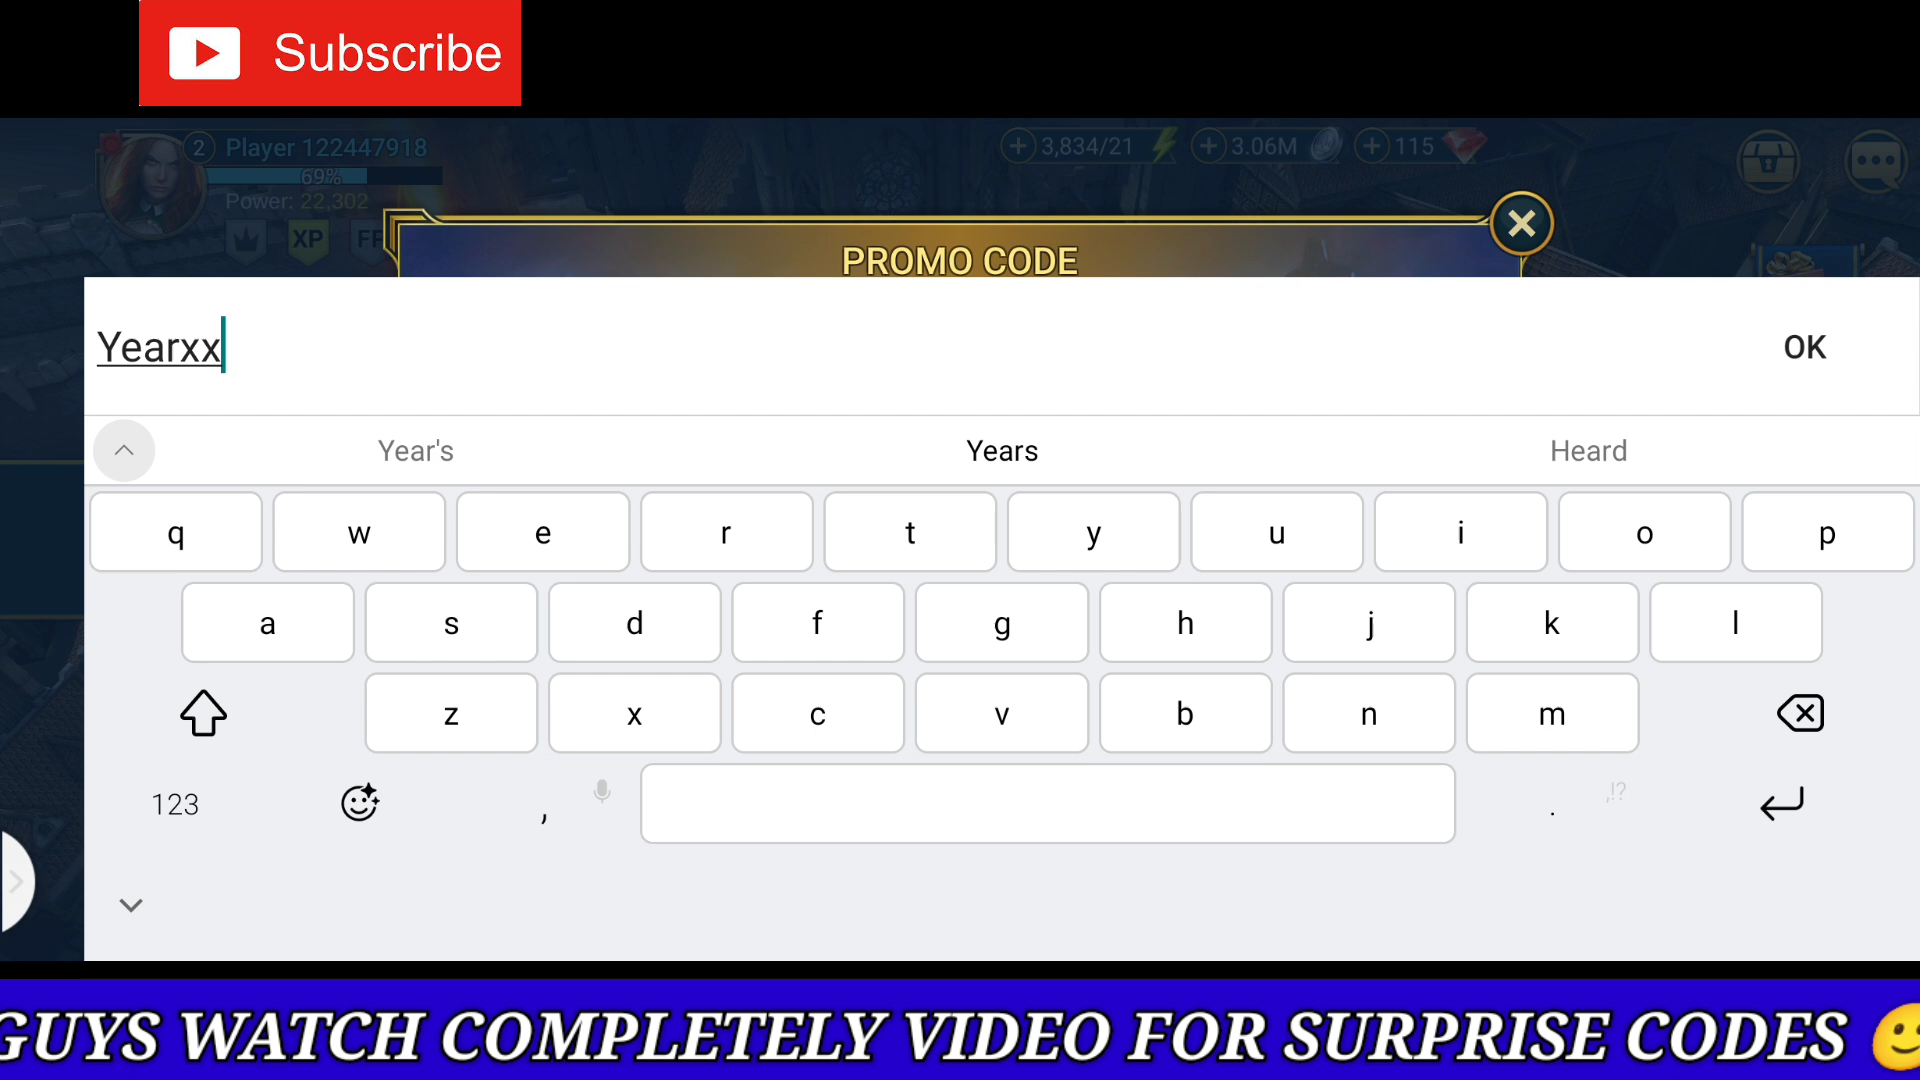 Subscribe
2 Player 122447918
3,834/21
3.06M
115
69%
Power: 22,302
XP
PROMO CODE
Yearxx
OK
Year's Years Heard
q w e r t y u i o p
a s d f g h j k l
z x c v b n m
123 , . ,!?
GUYS WATCH COMPLETELY VIDEO FOR SURPRISE CODES